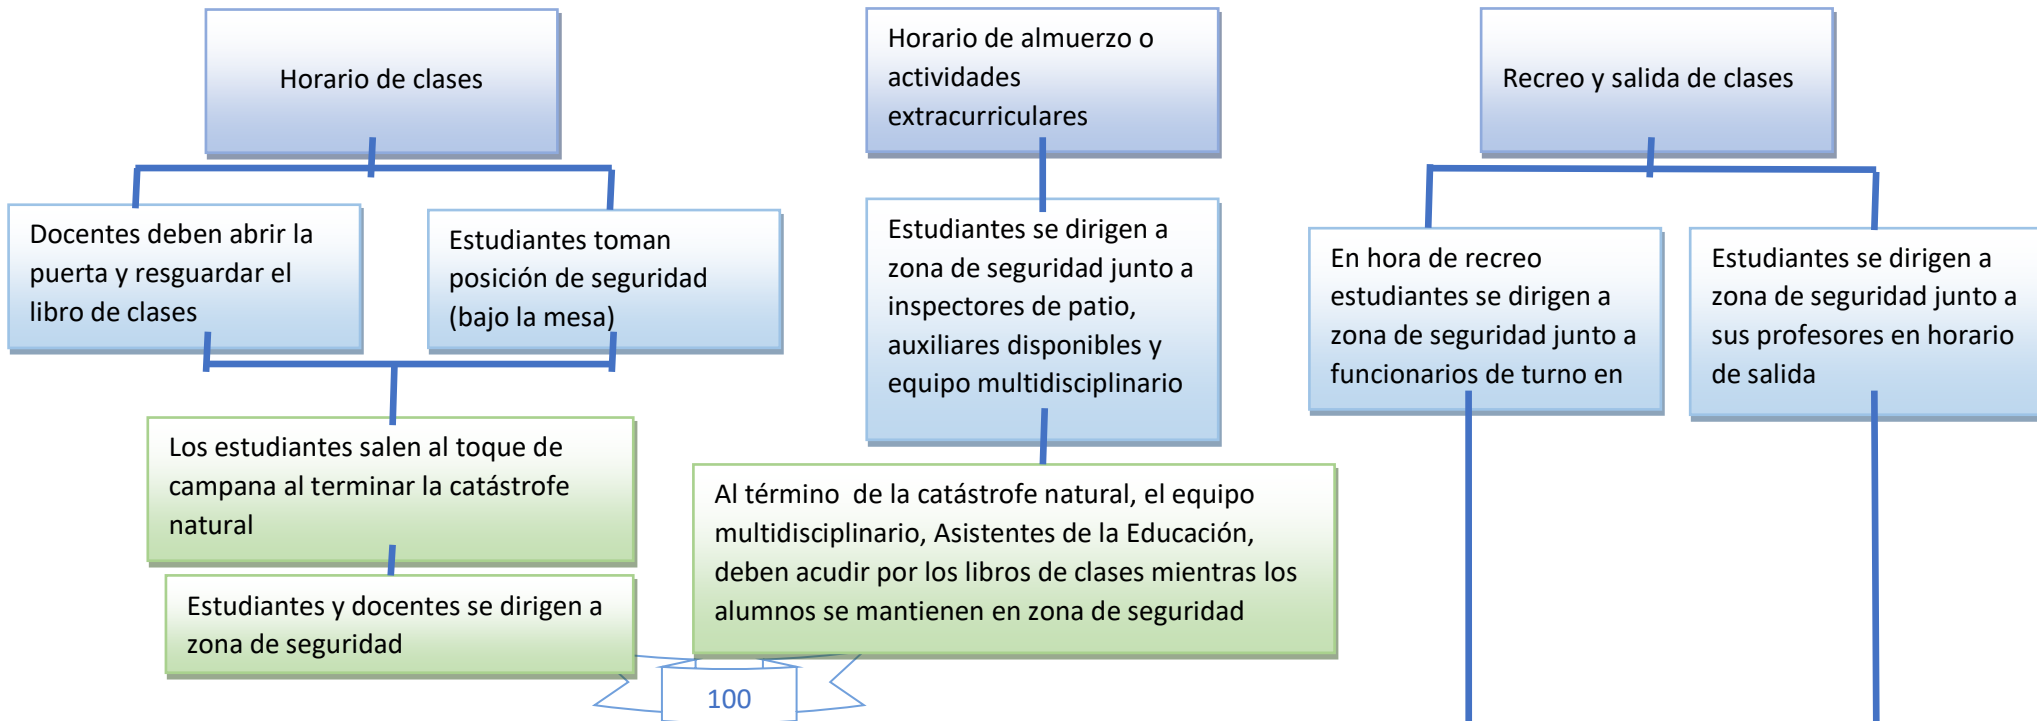 Horario de clases
Horario de almuerzo o
actividades
extracurriculares
Recreo y salida de clases
Docentes deben abrir la
puerta y resguardar el
libro de clases
Estudiantes toman
posición de seguridad
(bajo la mesa)
Estudiantes se dirigen a
zona de seguridad junto a
inspectores de patio,
auxiliares disponibles y
equipo multidisciplinario
En hora de recreo
estudiantes se dirigen a
zona de seguridad junto a
funcionarios de turno en
Estudiantes se dirigen a
zona de seguridad junto a
sus profesores en horario
de salida
Los estudiantes salen al toque de
campana al terminar la catástrofe
natural
Al término  de la catástrofe natural, el equipo
multidisciplinario, Asistentes de la Educación,
deben acudir por los libros de clases mientras los
alumnos se mantienen en zona de seguridad
Estudiantes y docentes se dirigen a
zona de seguridad
100